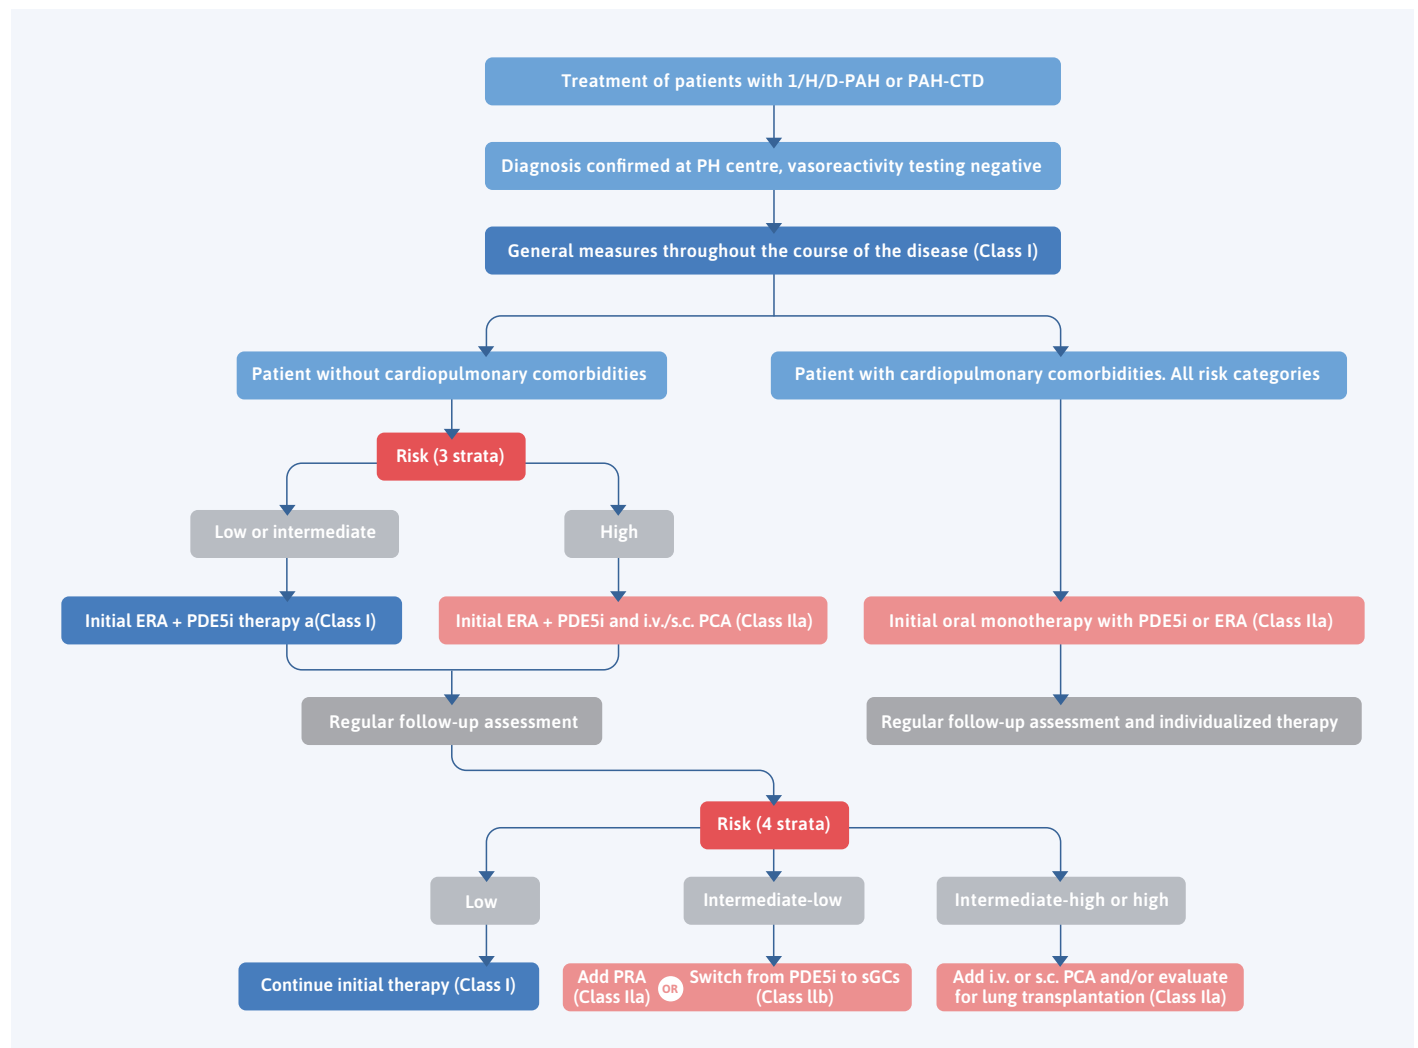 Treatment of patients with 1/H/D-PAH or PAH-CTD
Diagnosis confirmed at PH centre, vasoreactivity testing negative
General measures throughout the course of the disease (Class I)
Patient without cardiopulmonary comorbidities
Patient with cardiopulmonary comorbidities. All risk categories
Risk (3 strata)
Low or intermediate
High
Initial ERA + PDE5i therapy a(Class I)
Initial ERA + PDE5i and i.v./s.c. PCA (Class IIa)
Initial oral monotherapy with PDE5i or ERA (Class IIa)
Regular follow-up assessment
Regular follow-up assessment and individualized therapy
Risk (4 strata)
Low
Intermediate-low
Intermediate-high or high
Continue initial therapy (Class I)
Add PRA
(Class IIa)
OR
Switch from PDE5i to sGCs
(Class llb)
Add i.v. or s.c. PCA and/or evaluate
for lung transplantation (Class IIa)